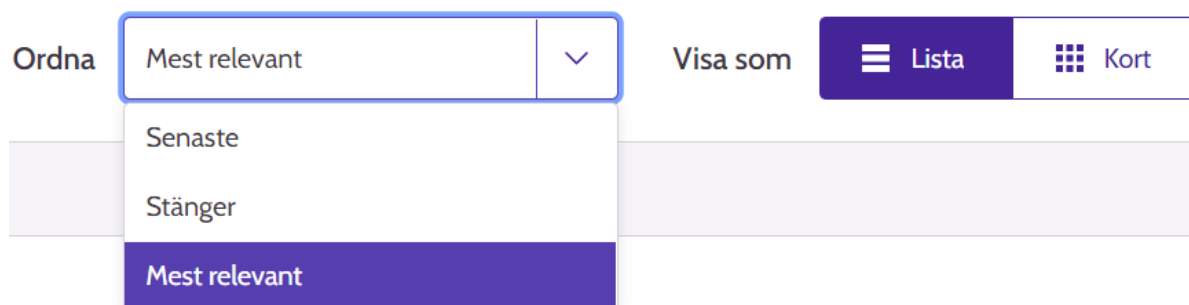 Ordna Mest relevant Visa som Lista Kort
Senaste
Stänger
Mest relevant